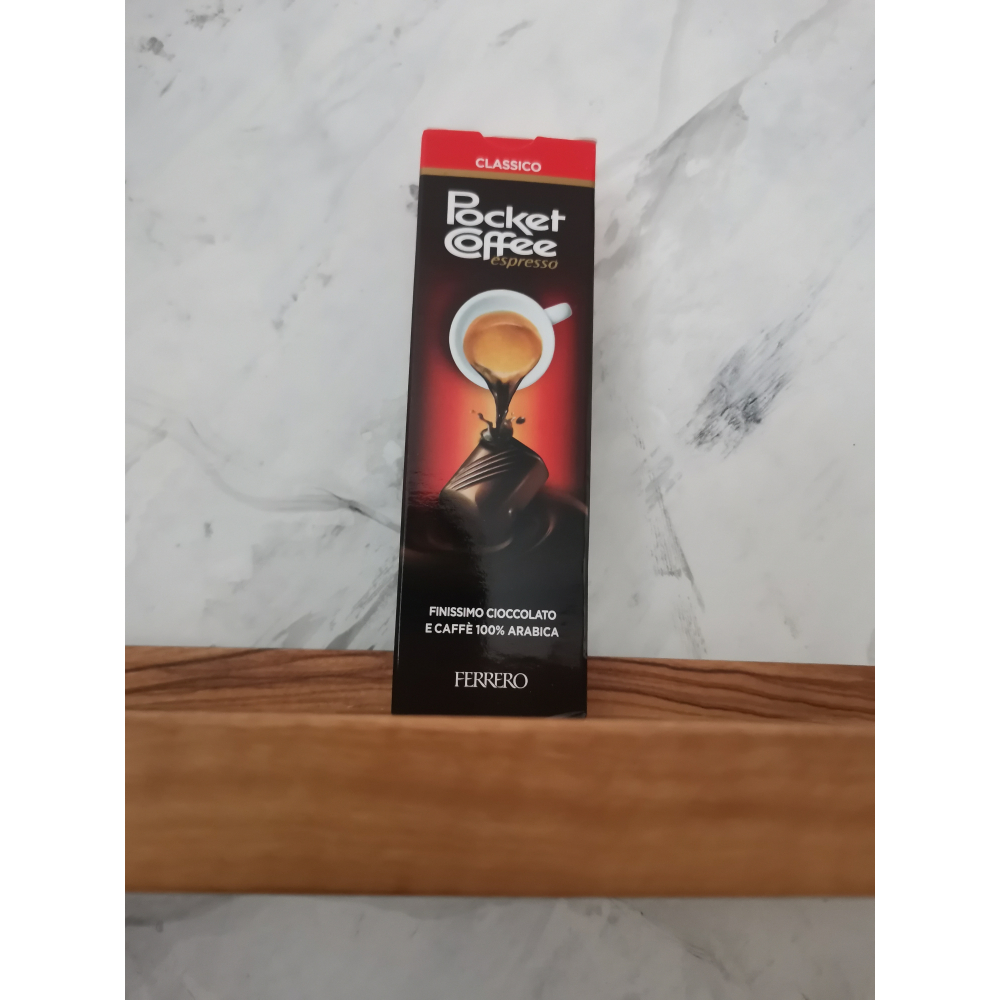 CLASSICO
Pocket
Coffee
espresso
FINISSIMO CIOCCOLATO
E CAFFÈ 100% ARABICA
FERRERO